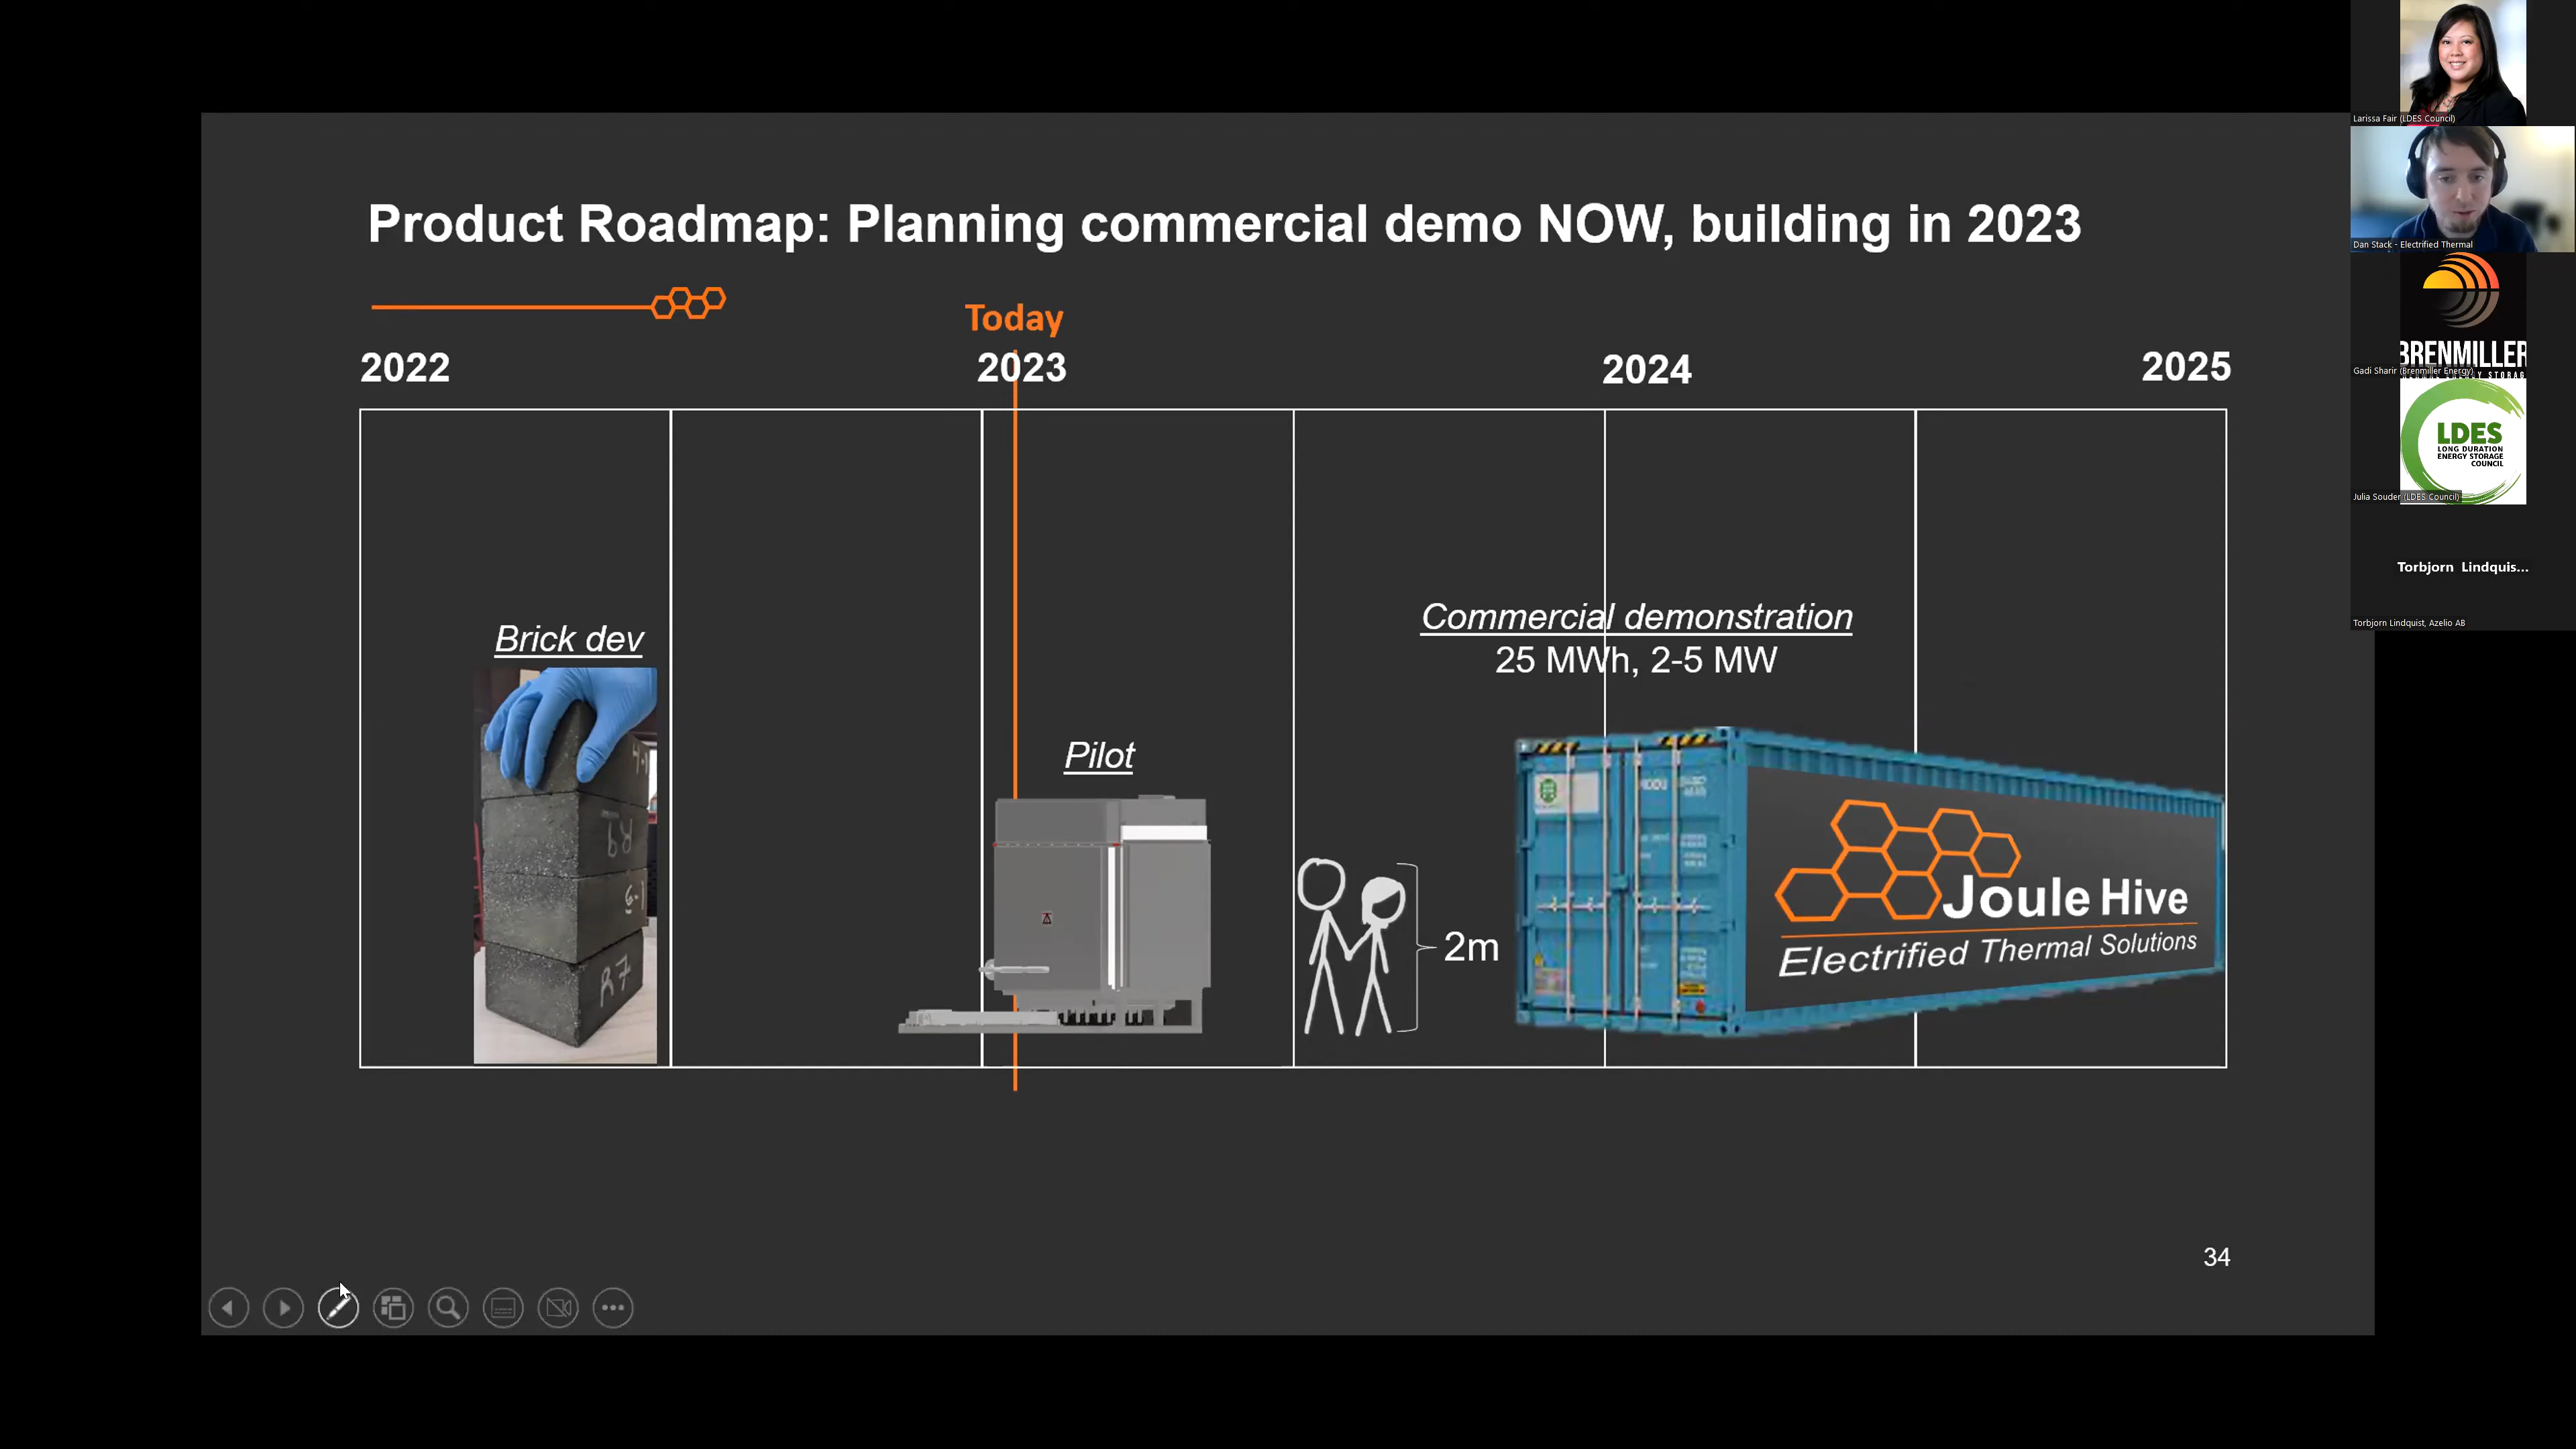 Product Roadmap: Planning commercial demo NOW, building in 2023
Today
2022
2023
2024
2025
Brick dev
R7
Pilot
2m
Commercial demonstration
25 MWh, 2-5 MW
Joule Hive
Electrified Thermal Solutions
34
Larissa Fair (LDES Council)
Dan Stack - Electrified Thermal
BRENMILLER
Gadi Sharir (Brenmiller Energy)
LDES
LONG DURATION
ENERGY STORAGE
COUNCIL
Julia Souder (LDES Council)
Torbjorn Lindquis...
Torbjorn Lindquist, Azelio AB